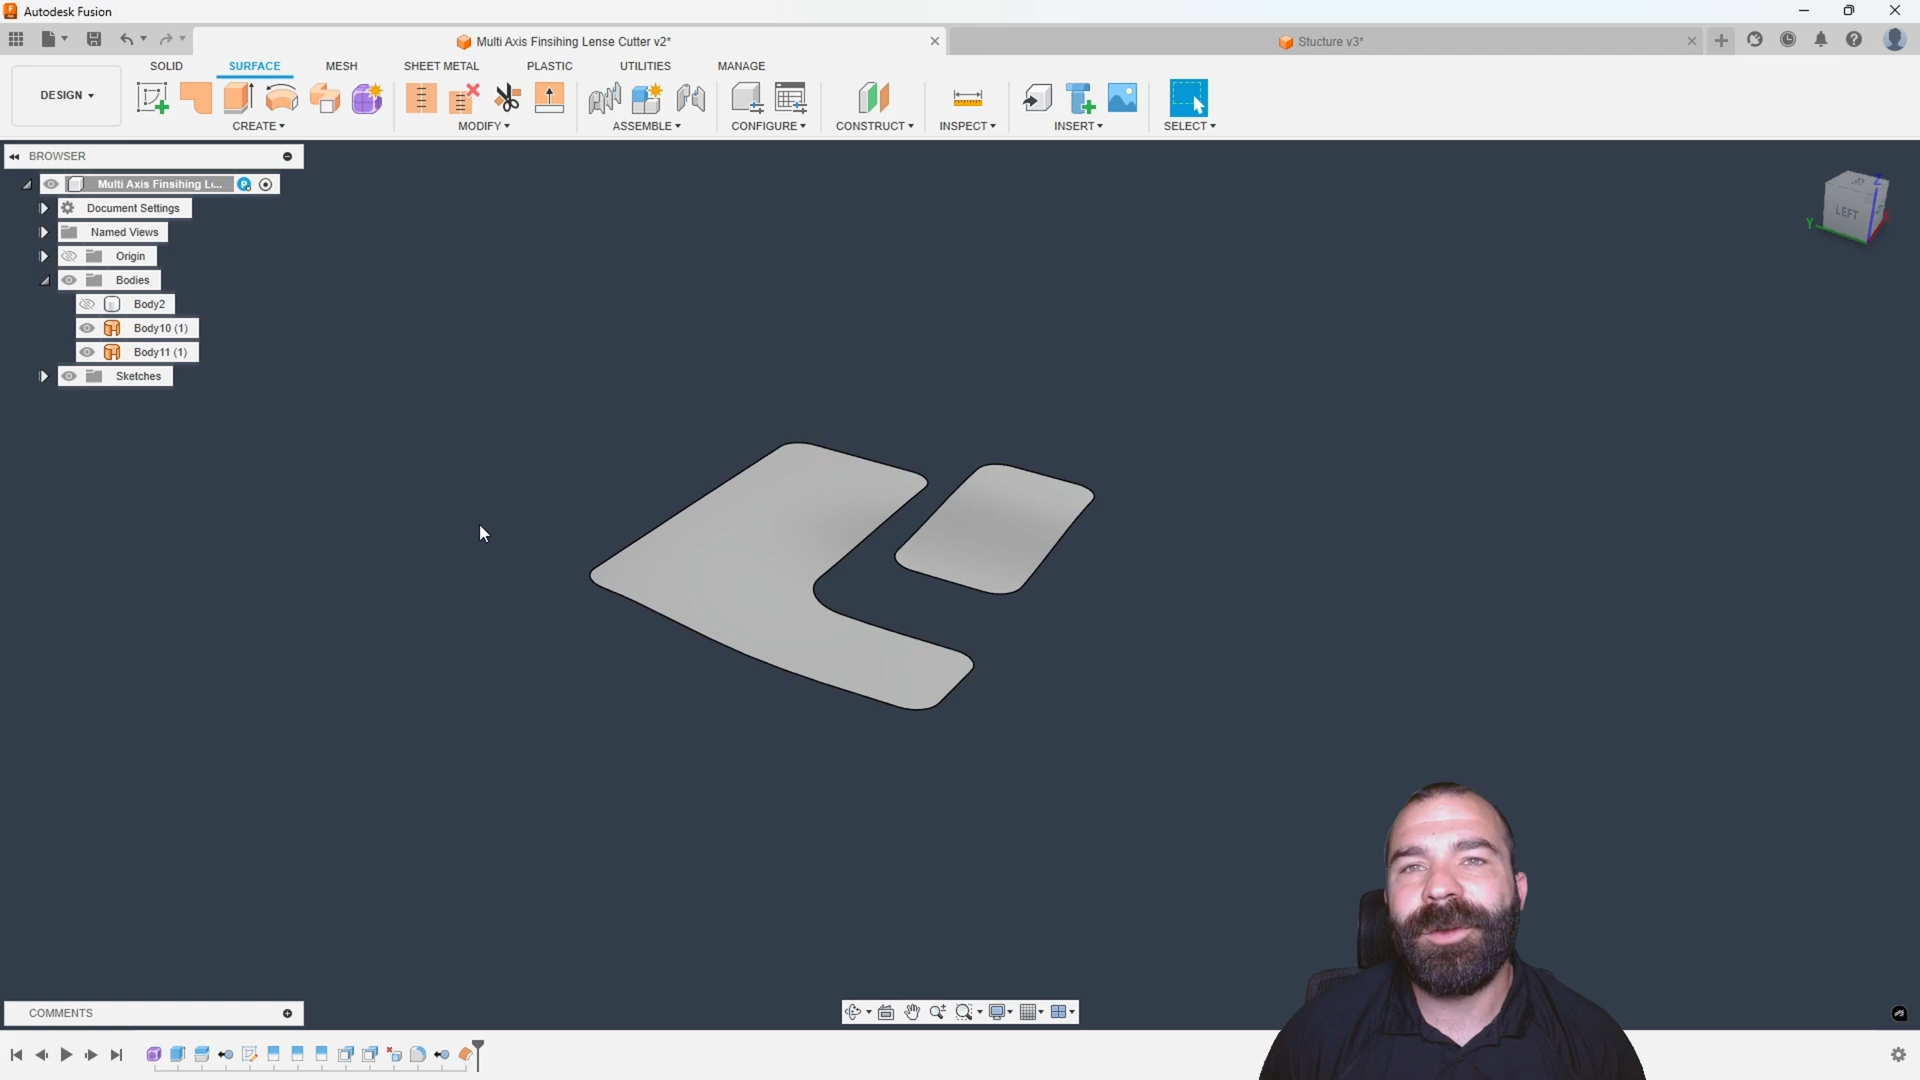 Autodesk Fusion
Multi Axis Finsihing Lense Cutter v2*
Stucture v3*
DESIGN
SOLID
SURFACE
MESH
SHEET METAL
PLASTIC
UTILITIES
MANAGE
CREATE
MODIFY
ASSEMBLE
CONFIGURE
CONSTRUCT
INSPECT
INSERT
SELECT
BROWSER
Multi Axis Finsihing L...
Document Settings
Named Views
Origin
Bodies
Body2
Body10 (1)
Body11 (1)
Sketches
Z
LEFT
Y
COMMENTS